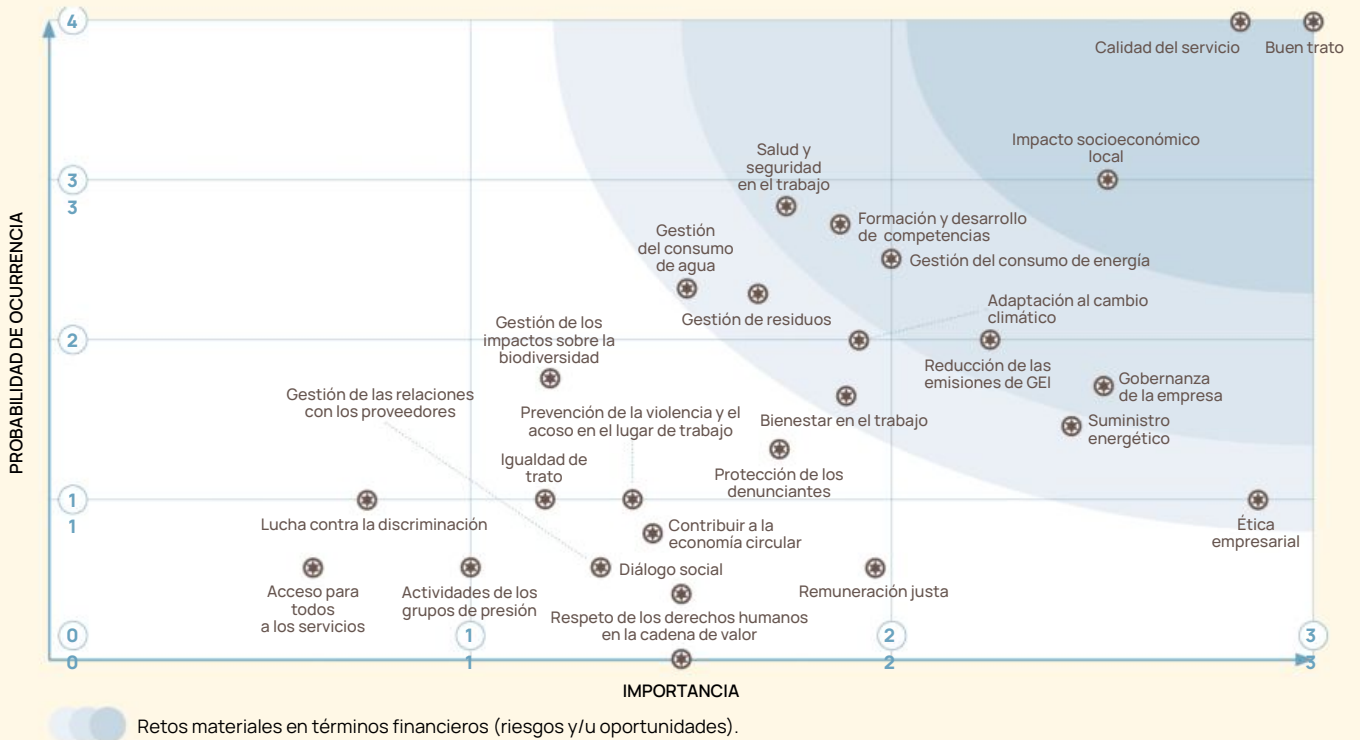 4
Calidad del servicio
Buen trato
Impacto socioeconómico
local
Salud y
seguridad
en el trabajo
3
3
Formación y desarrollo
de competencias
Gestión
del consumo
de agua
Gestión del consumo de energía
Adaptación al cambio
climático
Gestión de residuos
Gestión de los
impactos sobre la
biodiversidad
2
Reducción de las
emisiones de GEI
Gobernanza
de la empresa
Gestión de las relaciones
con los proveedores
Prevención de la violencia y el
acoso en el lugar de trabajo
Bienestar en el trabajo
Suministro
energético
Igualdad de
trato
Protección de los
denunciantes
1
1
Lucha contra la discriminación
Contribuir a la
economía circular
Ética
empresarial
Diálogo social
Acceso para
todos
a los servicios
Actividades de los
grupos de presión
Remuneración justa
Respeto de los derechos humanos
en la cadena de valor
0
0
1
1
2
2
3
3
PROBABILIDAD DE OCURRENCIA
IMPORTANCIA
Retos materiales en términos financieros (riesgos y/u oportunidades).